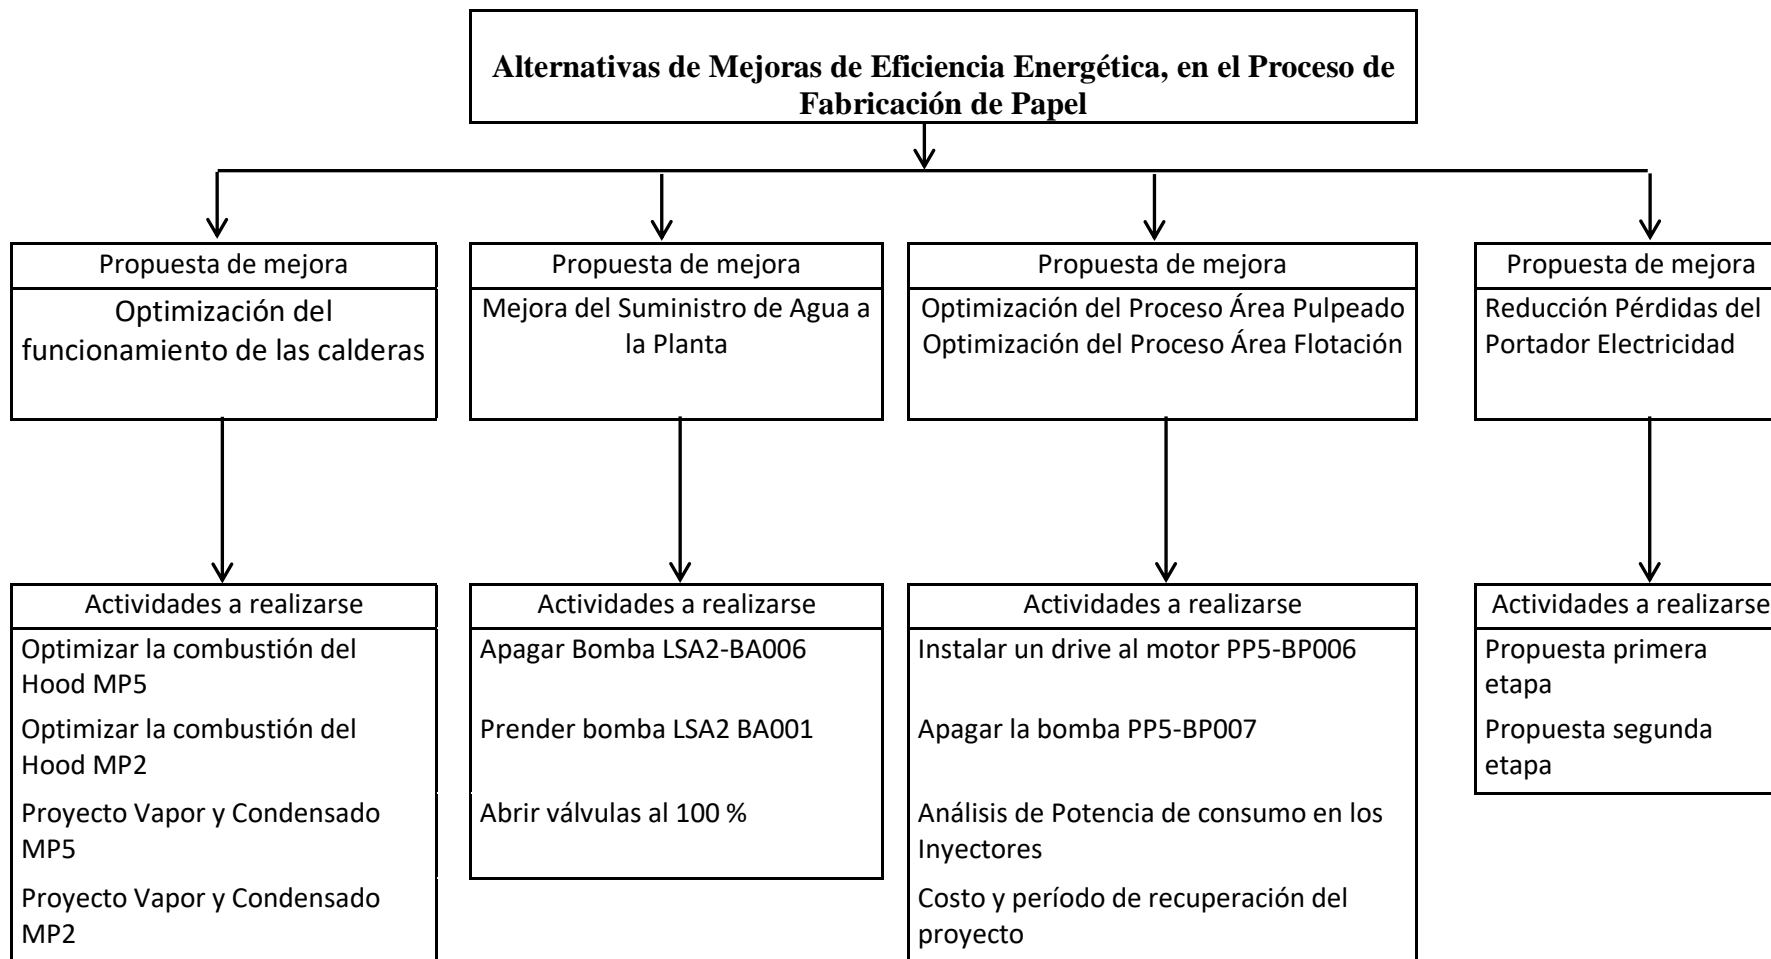 Alternativas de Mejoras de Eficiencia Energética, en el Proceso de
Fabricación de Papel
Propuesta de mejora
Optimización del
funcionamiento de las calderas
Propuesta de mejora
Mejora del Suministro de Agua a
la Planta
Propuesta de mejora
Optimización del Proceso Área Pulpeado
Optimización del Proceso Área Flotación
Propuesta de mejora
Reducción Pérdidas del
Portador Electricidad
Actividades a realizarse
Optimizar la combustión del
Hood MP5
Optimizar la combustión del
Hood MP2
Proyecto Vapor y Condensado
MP5
Proyecto Vapor y Condensado
MP2
Actividades a realizarse
Apagar Bomba LSA2-BA006
Prender bomba LSA2 BA001
Abrir válvulas al 100 %
Actividades a realizarse
Instalar un drive al motor PP5-BP006
Apagar la bomba PP5-BP007
Análisis de Potencia de consumo en los
Inyectores
Costo y período de recuperación del
proyecto
Actividades a realizarse
Propuesta primera
etapa
Propuesta segunda
etapa